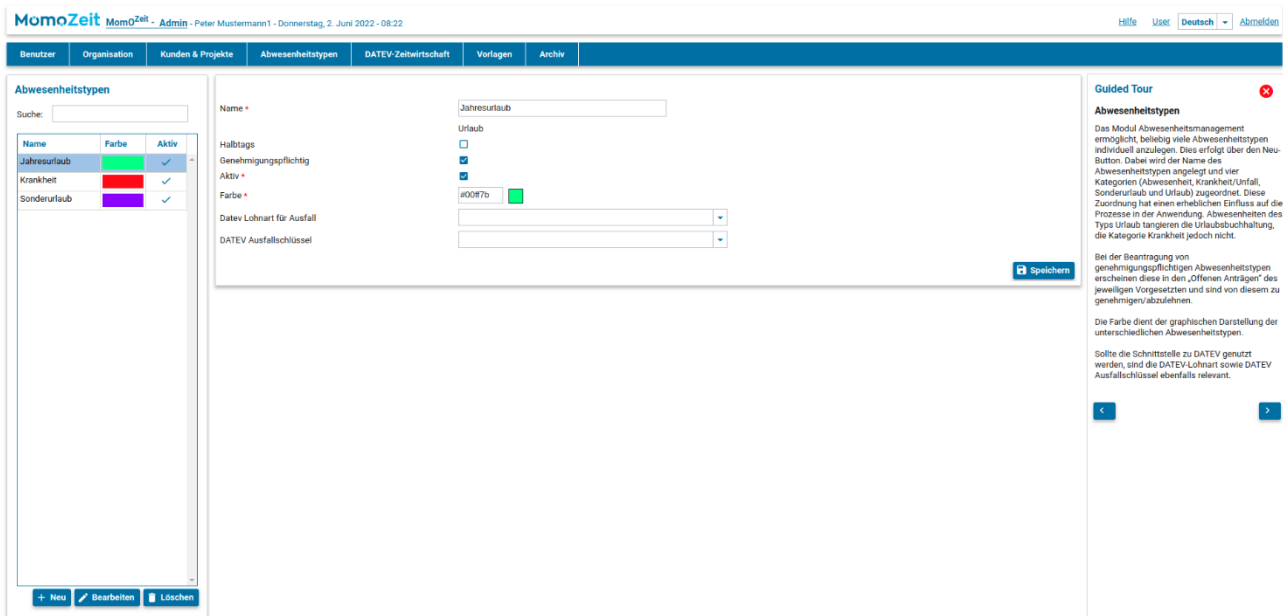 MomoZeit MomO Zeit - Admin - Peter Mustermann1 - Donnerstag, 2. Juni 2022 - 08:22
Hilfe User Deutsch Abmelden
Benutzer Organisation Kunden & Projekte Abwesenheitstypen DATEV-Zeitwirtschaft Vorlagen Archiv
Abwesenheitstypen
Suche:
Name Farbe Aktiv
Jahresurlaub
Krankheit
Sonderurlaub
+ Neu Bearbeiten Löschen
Name * Jahresurlaub
Urlaub
Halbtags
Genehmigungspflichtig
Aktiv *
Farbe * #00ff7b
Datev Lohnart für Ausfall
DATEV Ausfallschlüssel
Speichern
Guided Tour
Abwesenheitstypen
Das Modul Abwesenheitsmanagement
ermöglicht, beliebig viele Abwesenheitstypen
individuell anzulegen. Dies erfolgt über den Neu-
Button. Dabei wird der Name des
Abwesenheitstypen angelegt und vier
Kategorien (Abwesenheit, Krankheit/Unfall,
Sonderurlaub und Urlaub) zugeordnet. Diese
Zuordnung hat einen erheblichen Einfluss auf die
Prozesse in der Anwendung. Abwesenheiten des
Typs Urlaub tangieren die Urlaubsbuchhaltung,
die Kategorie Krankheit jedoch nicht.
Bei der Beantragung von
genehmigungspflichtigen Abwesenheitstypen
erscheinen diese in den „Offenen Anträgen“ des
jeweiligen Vorgesetzten und sind von diesem zu
genehmigen/abzulehnen.
Die Farbe dient der graphischen Darstellung der
unterschiedlichen Abwesenheitstypen.
Sollte die Schnittstelle zu DATEV genutzt
werden, sind die DATEV-Lohnart sowie DATEV
Ausfallschlüssel ebenfalls relevant.